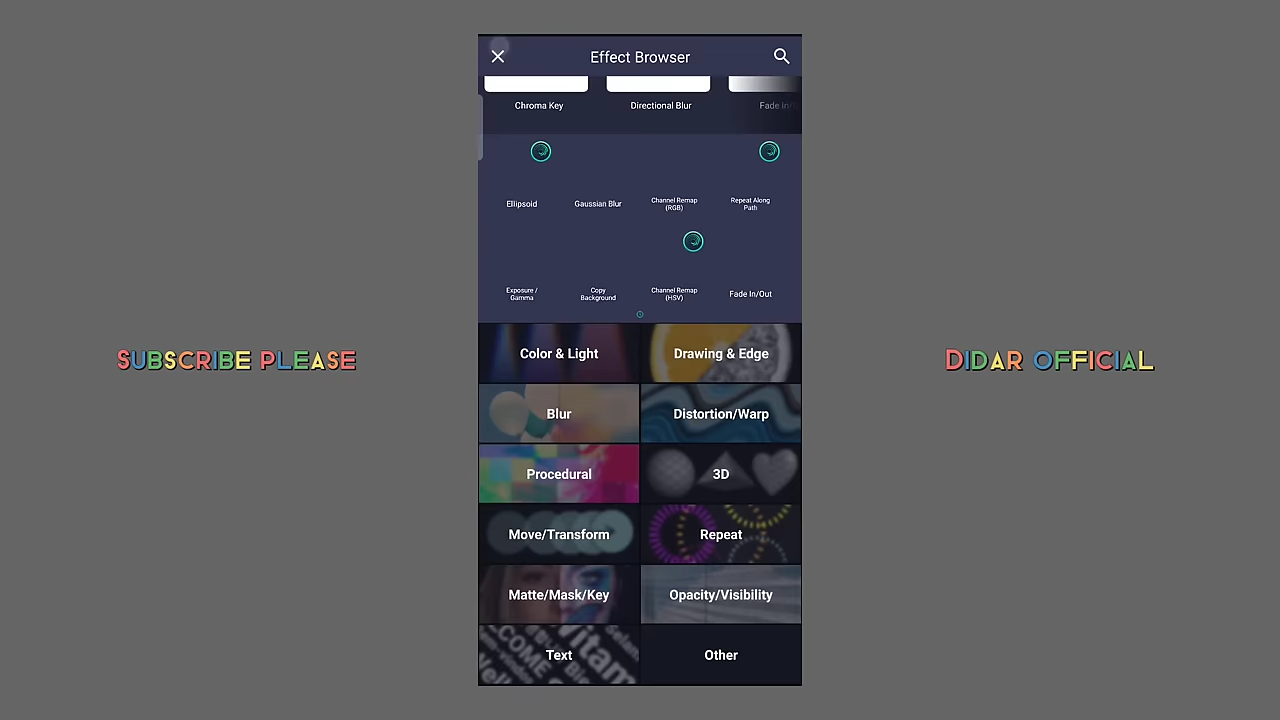 Effect Browser
Chroma Key
Directional Blur
Fade In/O
Ellipsoid
Gaussian Blur
Channel Remap
(RGB)
Repeat Along
Path
Exposure /
Gamma
Copy
Background
Channel Remap
(HSV)
Fade In/Out
Color & Light
Drawing & Edge
Blur
Distortion/Warp
Procedural
3D
Move/Transform
Repeat
Matte/Mask/Key
Opacity/Visibility
Text
Other
Subscribe please
Didar official